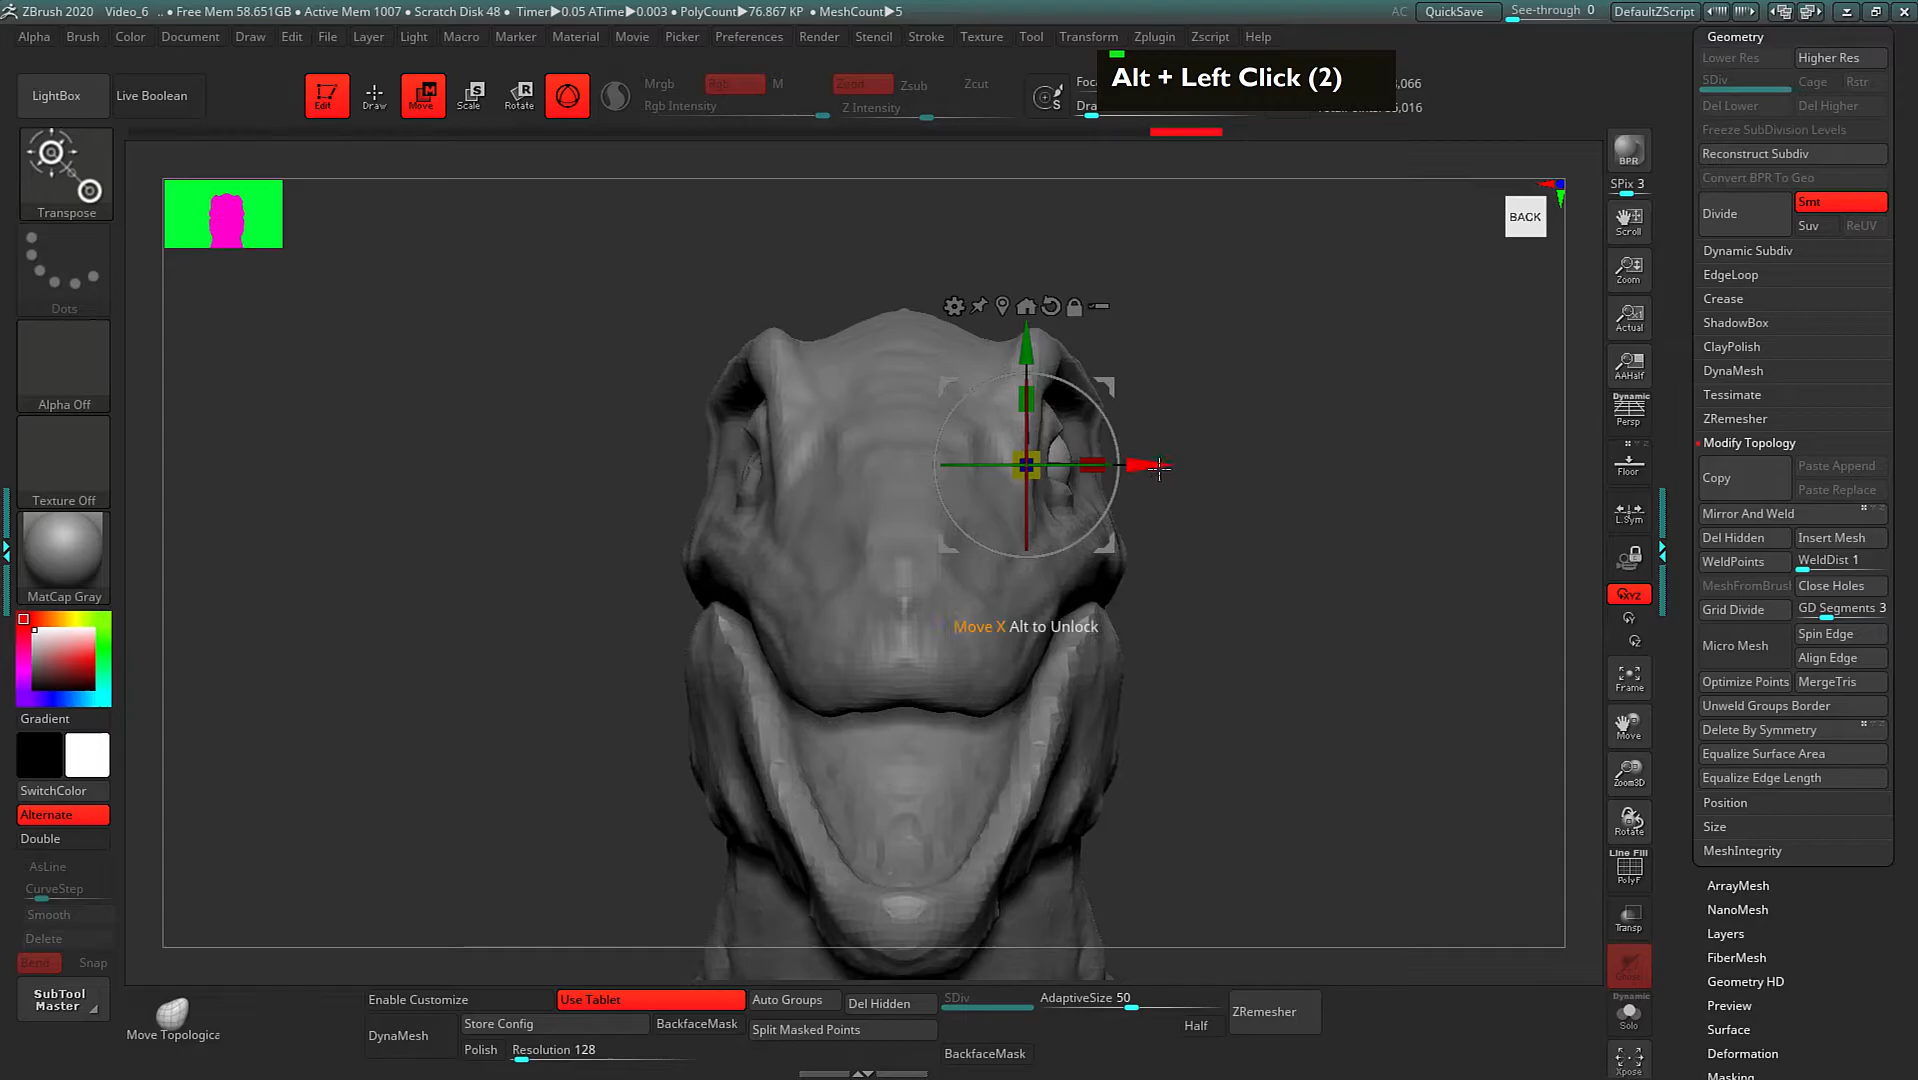 ZBrush 2020 Video_6 .. ● Free Mem 58.651GB ● Active Mem 1007 ● Scratch Disk 48 ● Timer▶0.05 ATime▶0.003 ● PolyCount▶76.867 KP ● MeshCount▶5
AC QuickSave See-through 0 DefaultZScript
Alpha Brush Color Document Draw Edit File Layer Light Macro Marker Material Movie Picker Preferences Render Stencil Stroke Texture Tool Transform Zplugin Zscript Help
Alt + Left Click (2)
LightBox Live Boolean
Edit Draw Move Scale Rotate
Mrgb Rgb M Zadd Zsub Zcut
Rgb Intensity Z Intensity
S
Transpose
Dots
Alpha Off
Texture Off
MatCap Gray
Gradient
SwitchColor
Alternate
Double
AsLine
CurveStep
Smooth
Delete
Bend Snap
SubTool
Master
BACK
Move X Alt to Unlock
Move Topologica
Enable Customize Use Tablet Auto Groups Del Hidden SDiv AdaptiveSize 50 ZRemesher
DynaMesh Store Config BackfaceMask Split Masked Points Half
Polish Resolution 128 BackfaceMask
BPR
SPix 3
Scroll
Zoom
Actual
AAHalf
Dynamic
Persp
Floor
L.Sym
XYZ
Frame
Move
Zoom3D
Rotate
Line Fill
PolyF
Transp
Dynamic
Solo
Xpose
Geometry
Lower Res Higher Res
SDiv Cage Rstr
Del Lower Del Higher
Freeze SubDivision Levels
Reconstruct Subdiv
Convert BPR To Geo
Divide Smt
Suv ReUV
Dynamic Subdiv
EdgeLoop
Crease
ShadowBox
ClayPolish
DynaMesh
Tessimate
ZRemesher
Modify Topology
Copy Paste Append
Paste Replace
Mirror And Weld
Del Hidden Insert Mesh
WeldPoints WeldDist 1
MeshFromBrush Close Holes
Grid Divide GD Segments 3
Micro Mesh Spin Edge
Align Edge
Optimize Points MergeTris
Unweld Groups Border
Delete By Symmetry
Equalize Surface Area
Equalize Edge Length
Position
Size
MeshIntegrity
ArrayMesh
NanoMesh
Layers
FiberMesh
Geometry HD
Preview
Surface
Deformation
Masking